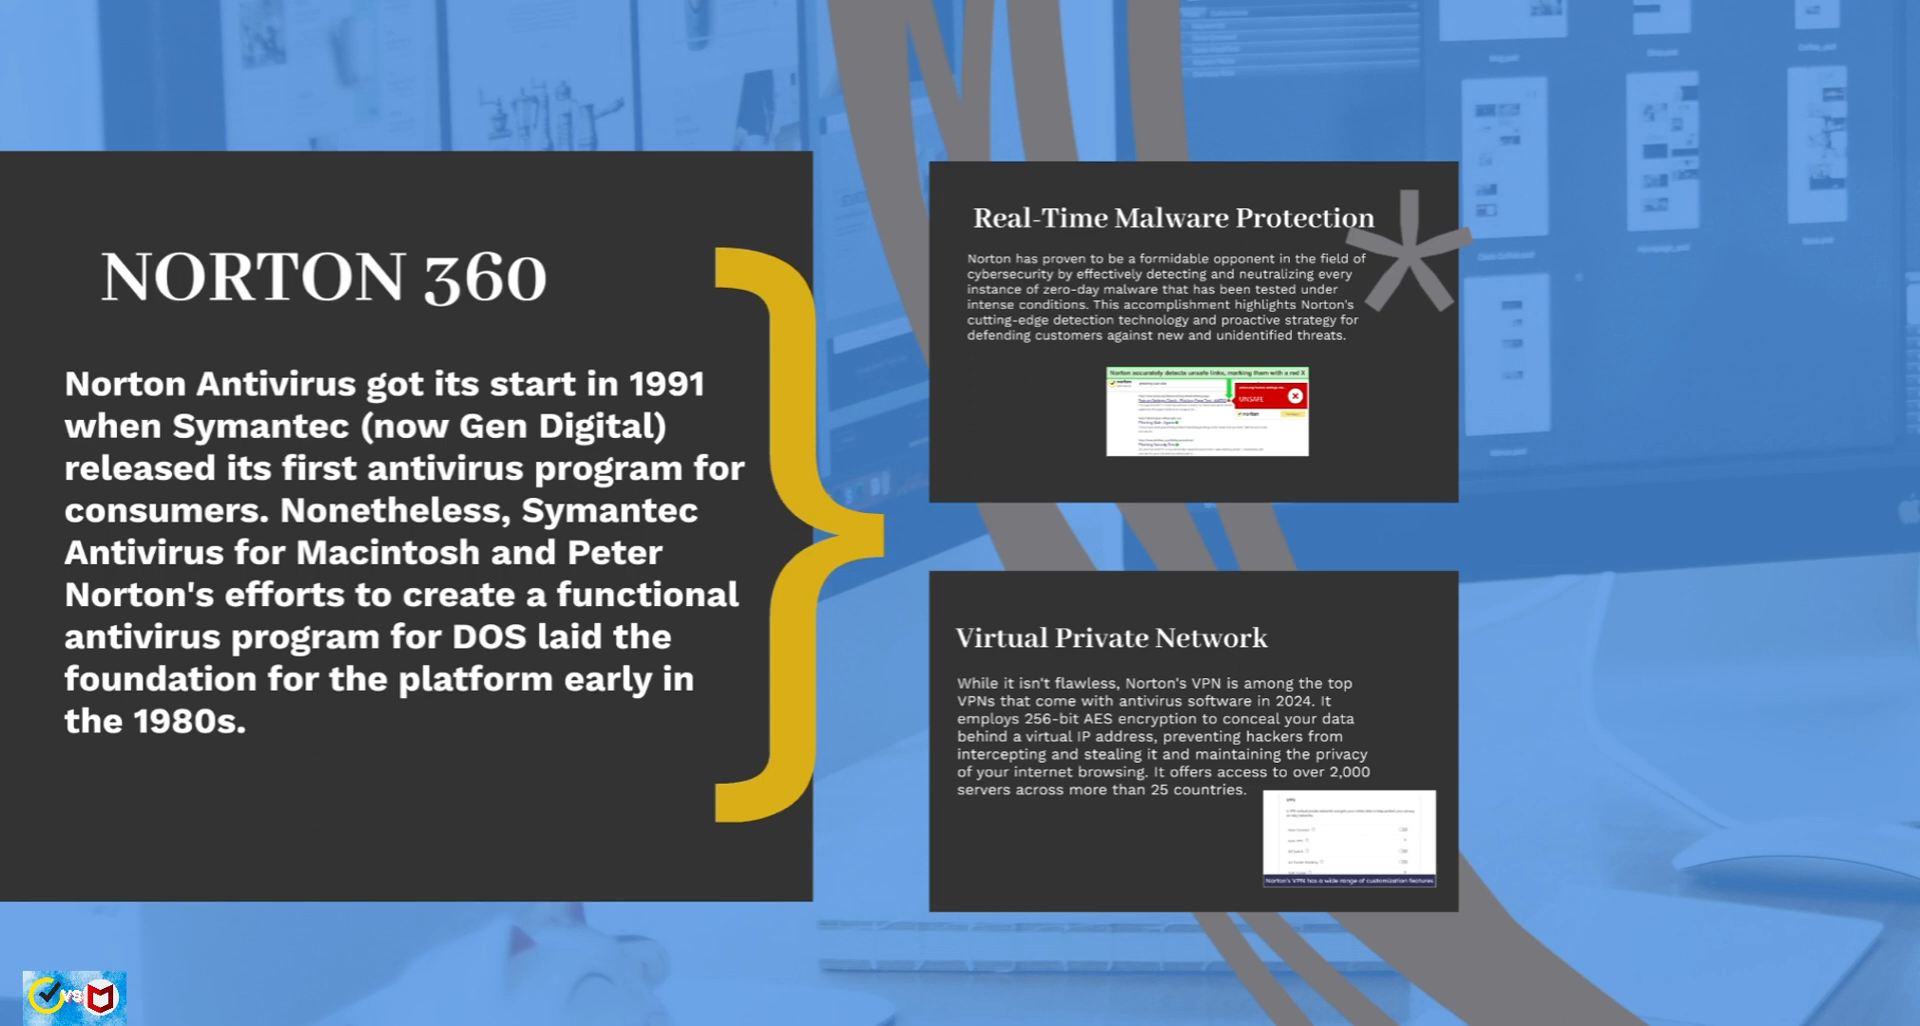 NORTON 360
Norton Antivirus got its start in 1991
when Symantec (now Gen Digital)
released its first antivirus program for
consumers. Nonetheless, Symantec
Antivirus for Macintosh and Peter
Norton's efforts to create a functional
antivirus program for DOS laid the
foundation for the platform early in
the 1980s.
Real-Time Malware Protection
Norton has proven to be a formidable opponent in the field of
cybersecurity by effectively detecting and neutralizing every
instance of zero-day malware that has been tested under
intense conditions. This accomplishment highlights Norton's
cutting-edge detection technology and proactive strategy for
defending customers against new and unidentified threats.
Norton accurately detects unsafe links, marking them with a red X
norton
UNSAFE
norton
Virtual Private Network
While it isn't flawless, Norton's VPN is among the top
VPNs that come with antivirus software in 2024. It
employs 256-bit AES encryption to conceal your data
behind a virtual IP address, preventing hackers from
intercepting and stealing it and maintaining the privacy
of your internet browsing. It offers access to over 2,000
servers across more than 25 countries.
VPN
Norton's VPN has a wide range of customization features
VS